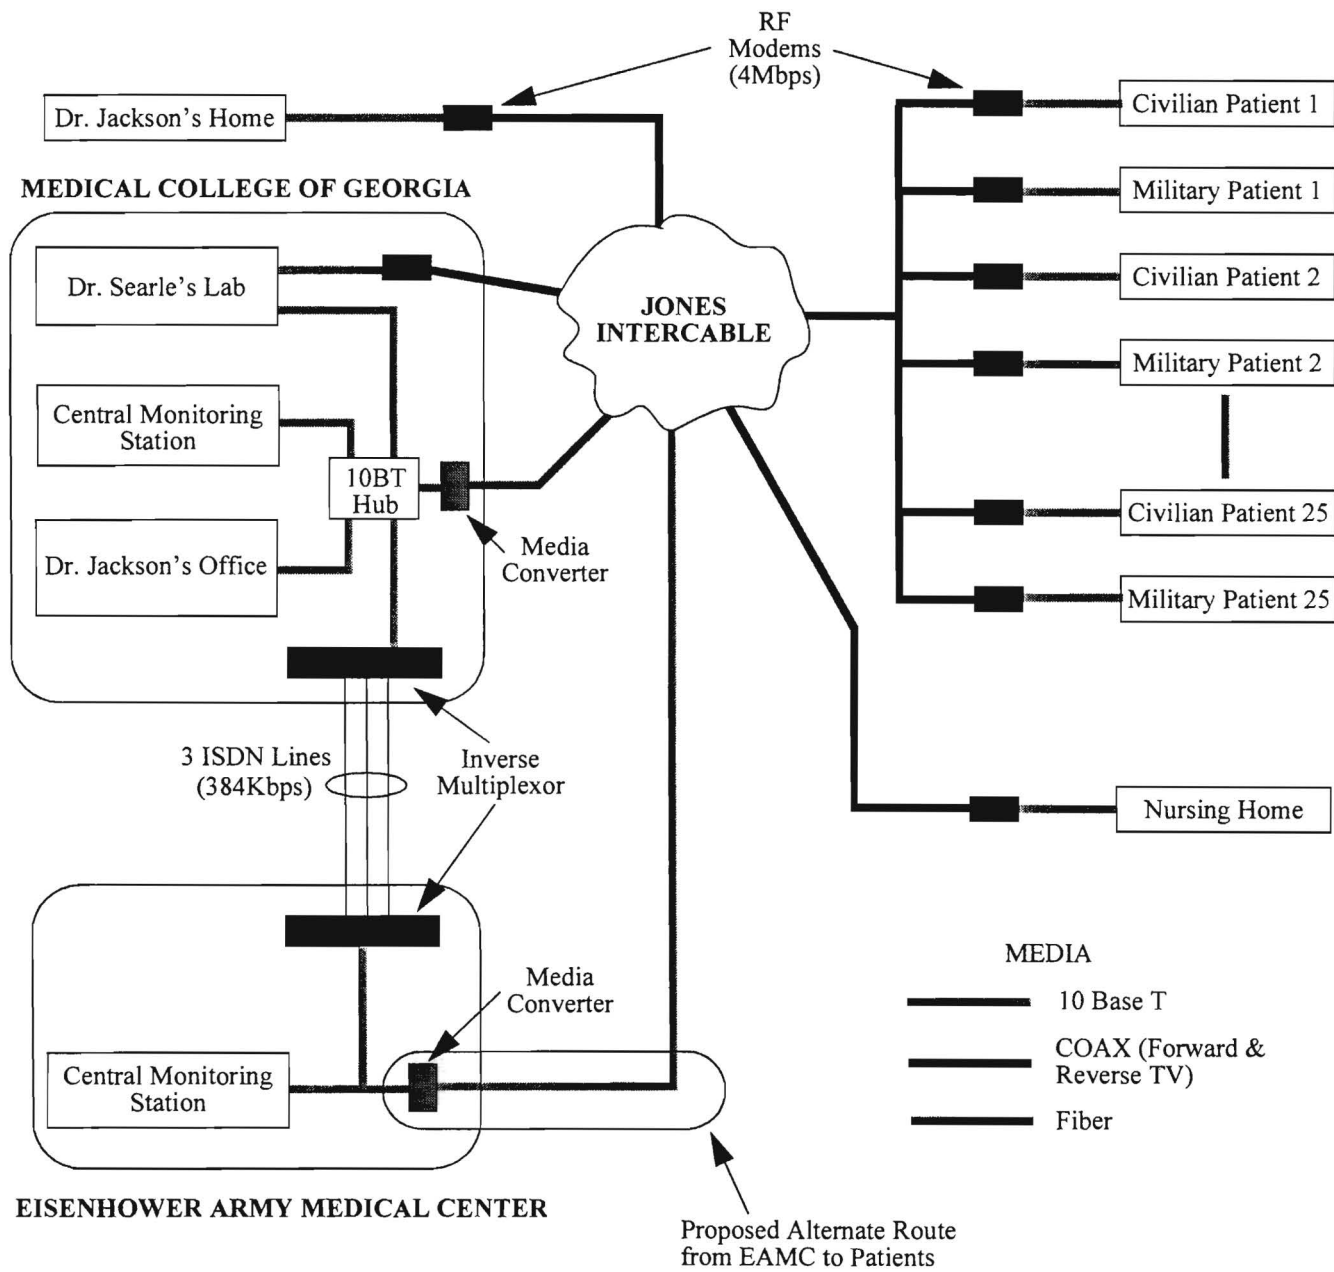 RF
Modems
(4Mbps)
Dr. Jackson's Home
Civilian Patient 1
MEDICAL COLLEGE OF GEORGIA
Military Patient 1
Dr. Searle's Lab
Civilian Patient 2
JONES
INTERCABLE
Military Patient 2
Central Monitoring
Station
10BT
Hub
Civilian Patient 25
Dr. Jackson's Office
Media
Converter
Military Patient 25
3 ISDN Lines
(384Kbps)
Inverse
Multiplexor
Nursing Home
MEDIA
Media
Converter
10 Base T
COAX (Forward &
Reverse TV)
Central Monitoring
Station
Fiber
EISENHOWER ARMY MEDICAL CENTER
Proposed Alternate Route
from EAMC to Patients